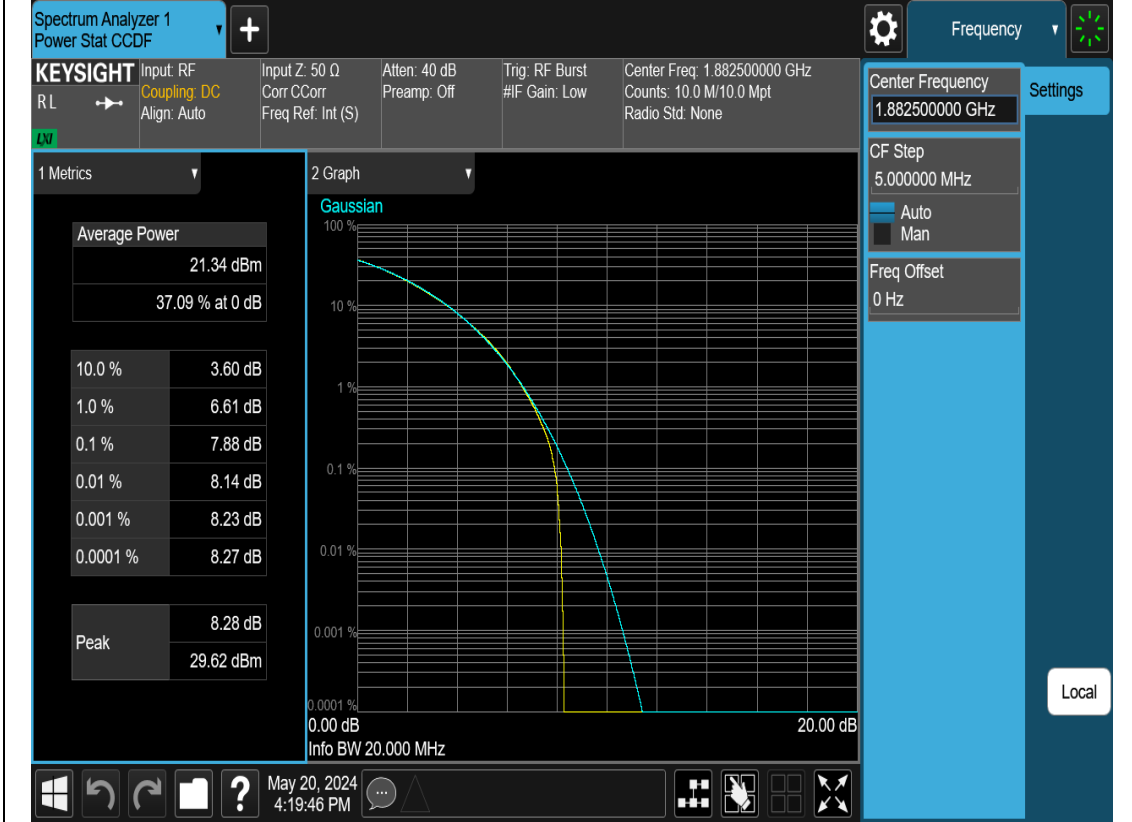 Spectrum Analyzer 1
Power Stat CCDF
+
Frequency
KEYSIGHT
RL
LXI
Input: RF
Coupling: DC
Align: Auto
Input Z: 50 Ω
Corr CCorr
Freq Ref: Int (S)
Atten: 40 dB
Preamp: Off
Trig: RF Burst
#IF Gain: Low
Center Freq: 1.882500000 GHz
Counts: 10.0 M/10.0 Mpt
Radio Std: None
Center Frequency
1.882500000 GHz
Settings
CF Step
5.000000 MHz
Auto
Man
Freq Offset
0 Hz
Local
1 Metrics
Average Power
21.34 dBm
37.09 % at 0 dB
10.0 % 3.60 dB
1.0 % 6.61 dB
0.1 % 7.88 dB
0.01 % 8.14 dB
0.001 % 8.23 dB
0.0001 % 8.27 dB
Peak
8.28 dB
29.62 dBm
2 Graph
Gaussian
100 %
10 %
1 %
0.1 %
0.01 %
0.001 %
0.0001 %
0.00 dB 20.00 dB
Info BW 20.000 MHz
?
May 20, 2024
4:19:46 PM